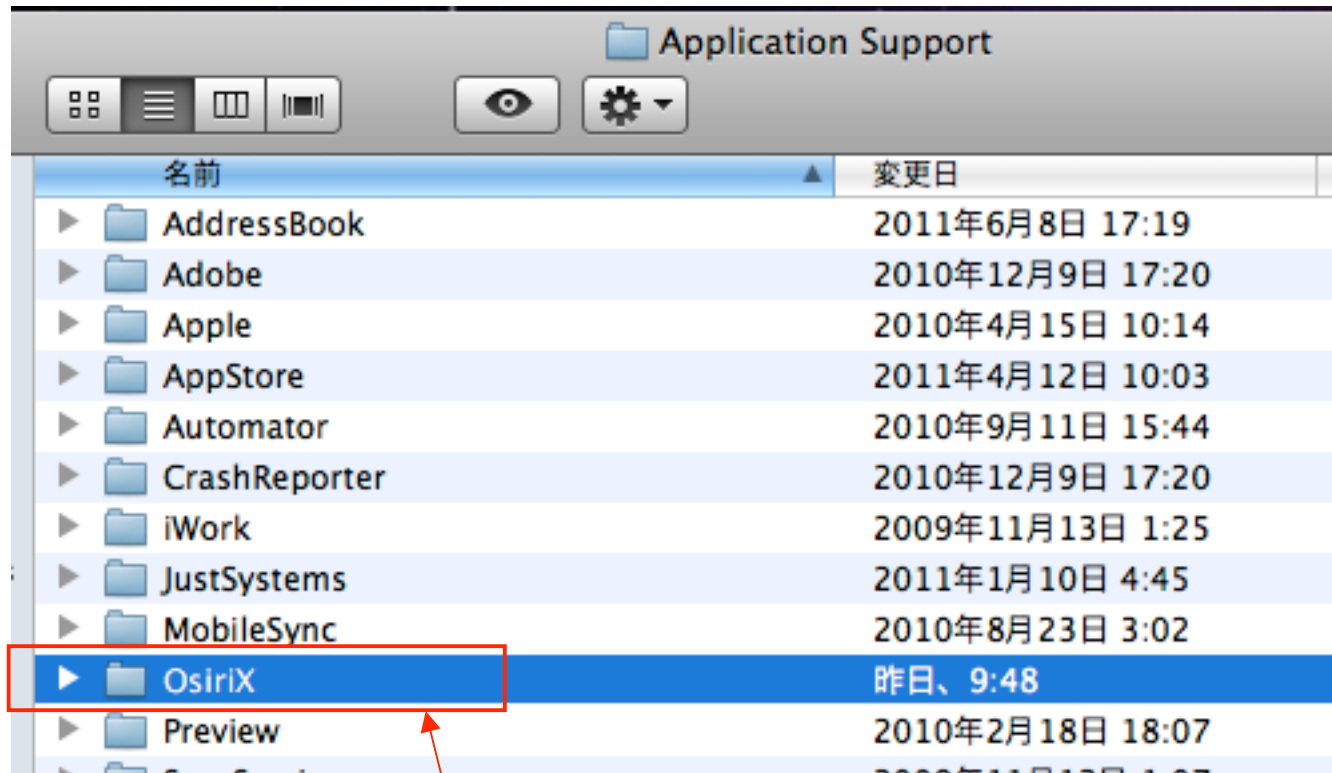 Application Support
名前 変更日
AddressBook 2011年6月8日 17:19
Adobe 2010年12月9日 17:20
Apple 2010年4月15日 10:14
AppStore 2011年4月12日 10:03
Automator 2010年9月11日 15:44
CrashReporter 2010年12月9日 17:20
iWork 2009年11月13日 1:25
JustSystems 2011年1月10日 4:45
MobileSync 2010年8月23日 3:02
OsiriX 昨日、9:48
Preview 2010年2月18日 18:07